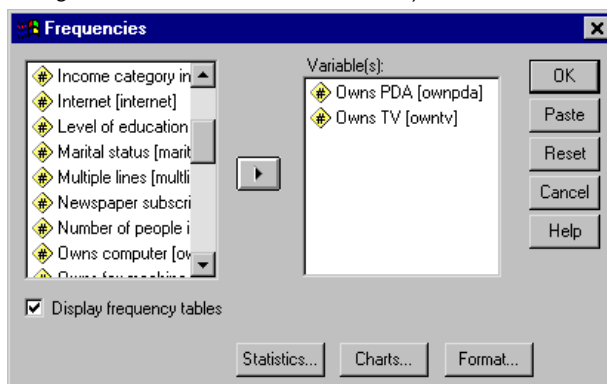 Frequencies
Income category in
Internet [internet]
Level of education
Marital status [marit
Multiple lines [multli
Newspaper subscri
Number of people i
Owns computer [ow
Variable(s):
Owns PDA [ownpda]
Owns TV [owntv]
OK
Paste
Reset
Cancel
Help
Display frequency tables
Statistics...
Charts...
Format...